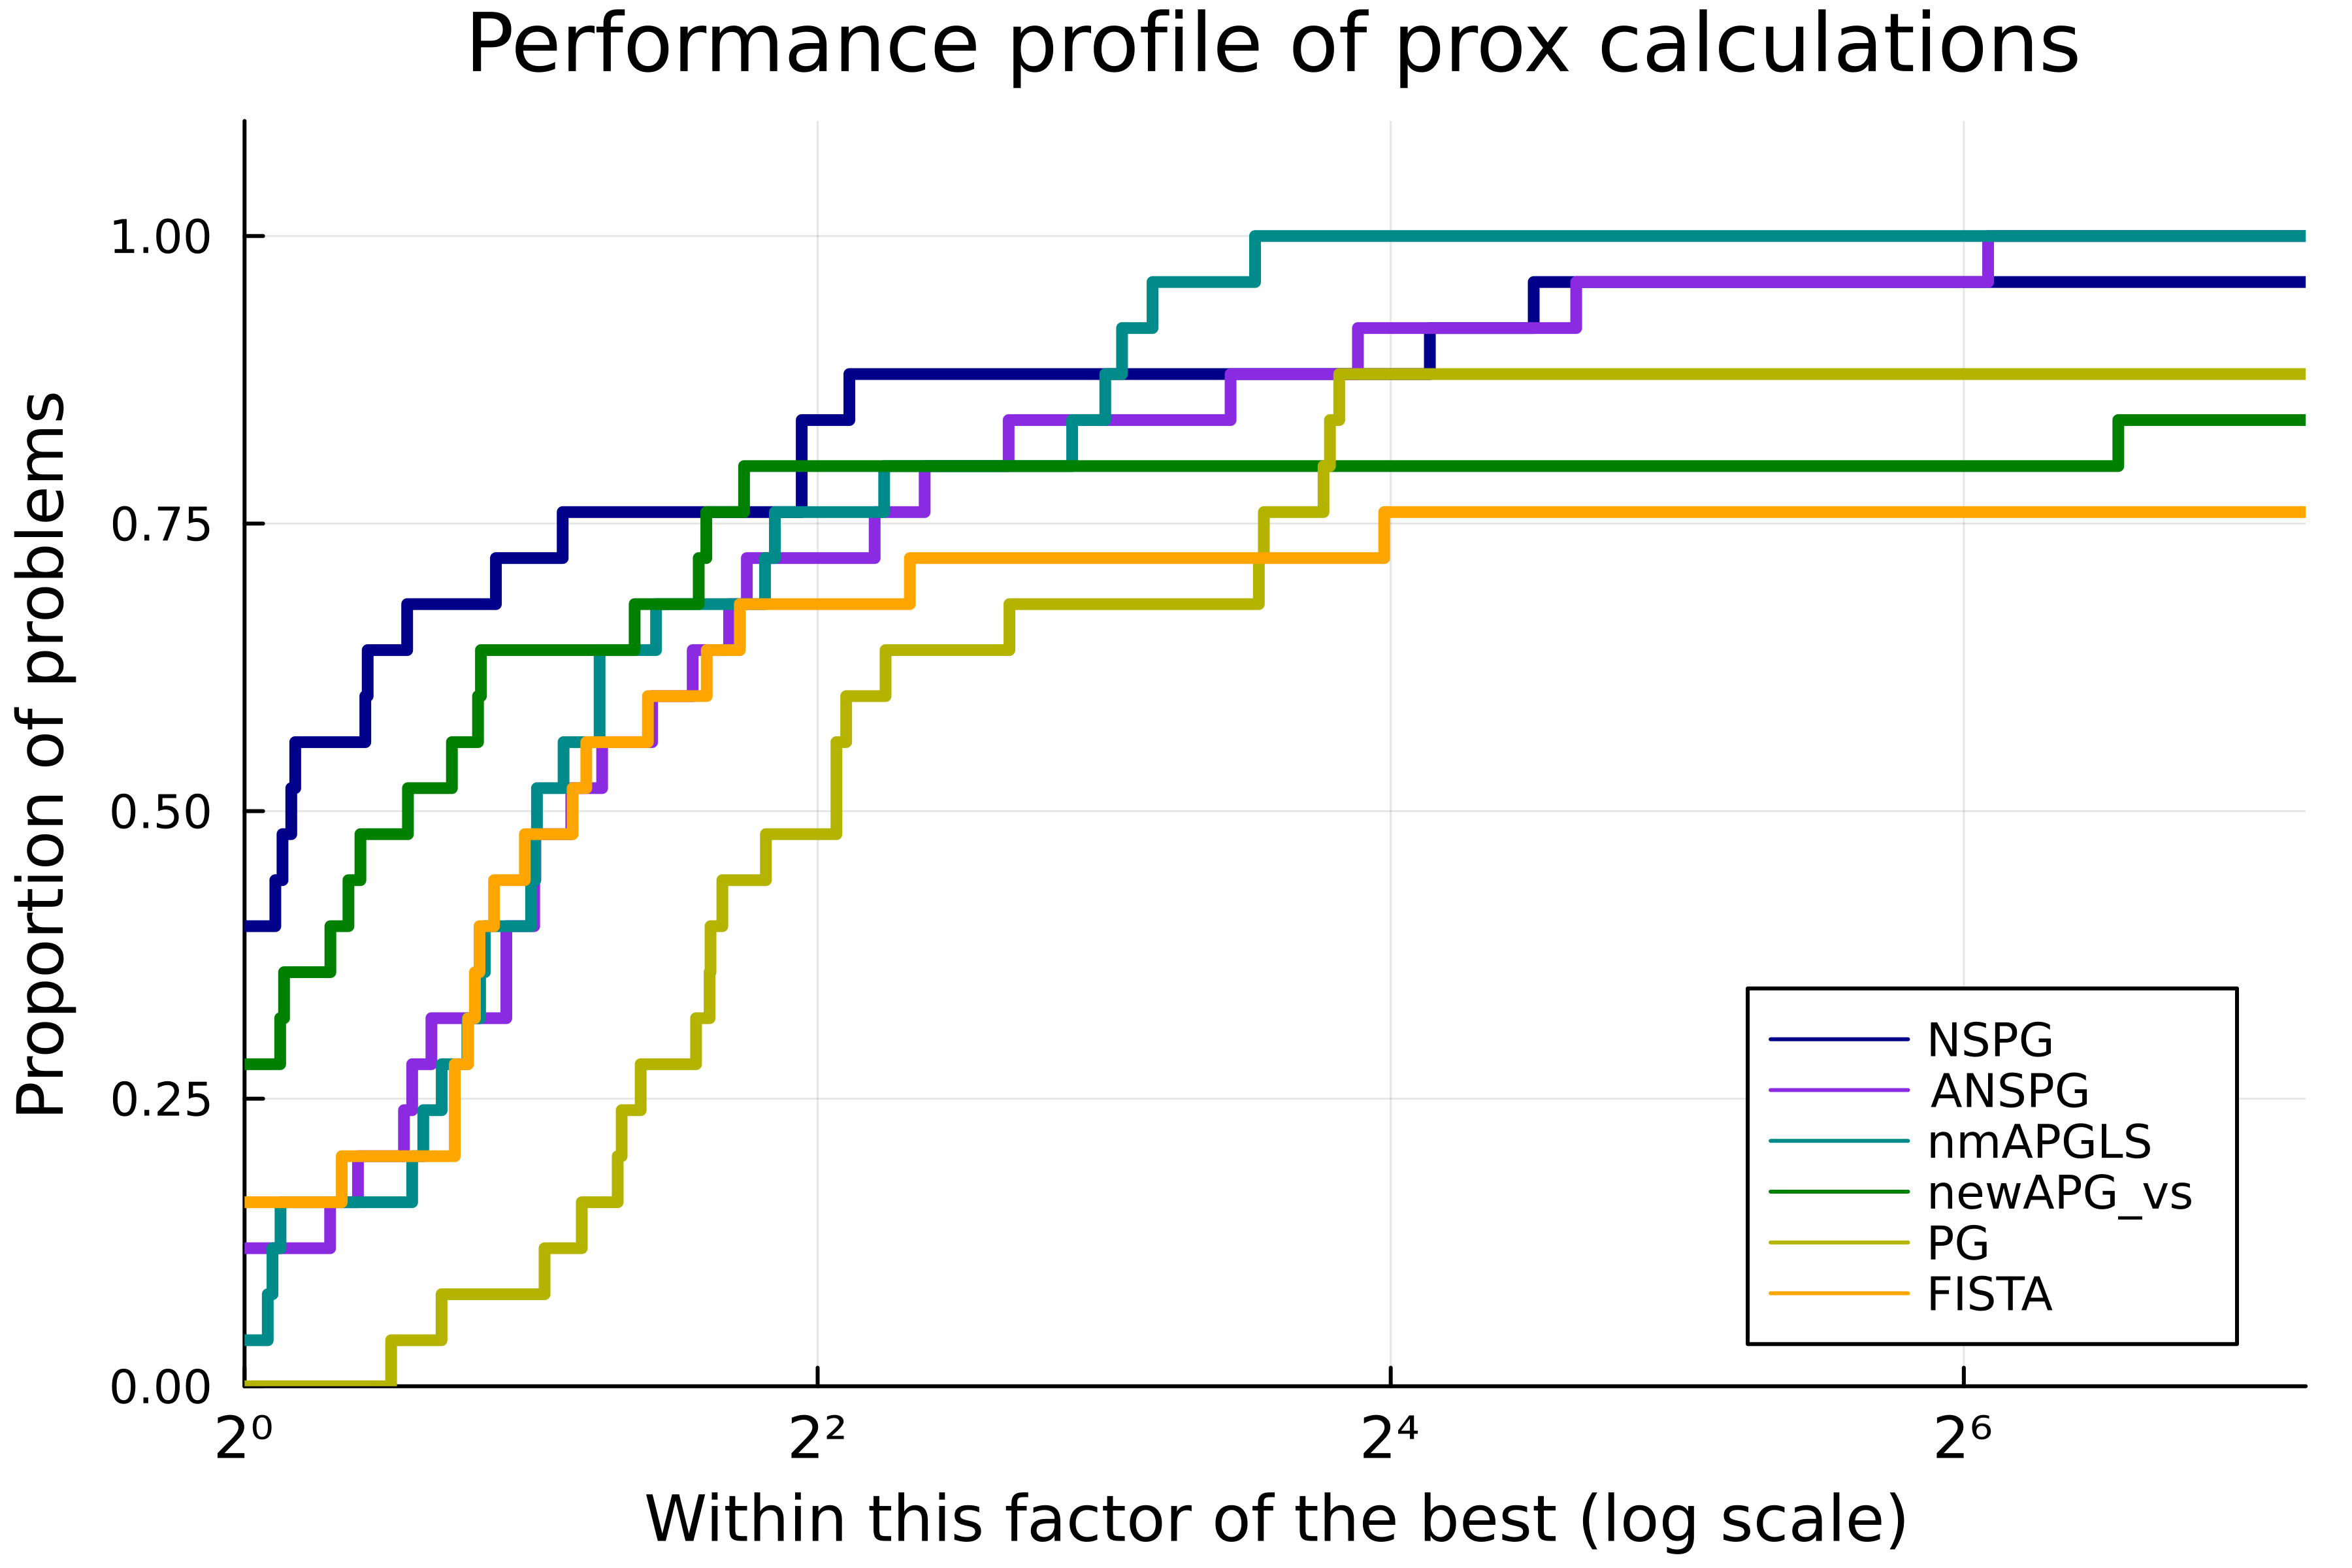 Performance profile of prox calculations
Proportion of problems
1.00
0.75
0.50
0.25
0.00
2⁰
2²
2⁴
2⁶
Within this factor of the best (log scale)
NSPG
ANSPG
nmAPGLS
newAPG_vs
PG
FISTA